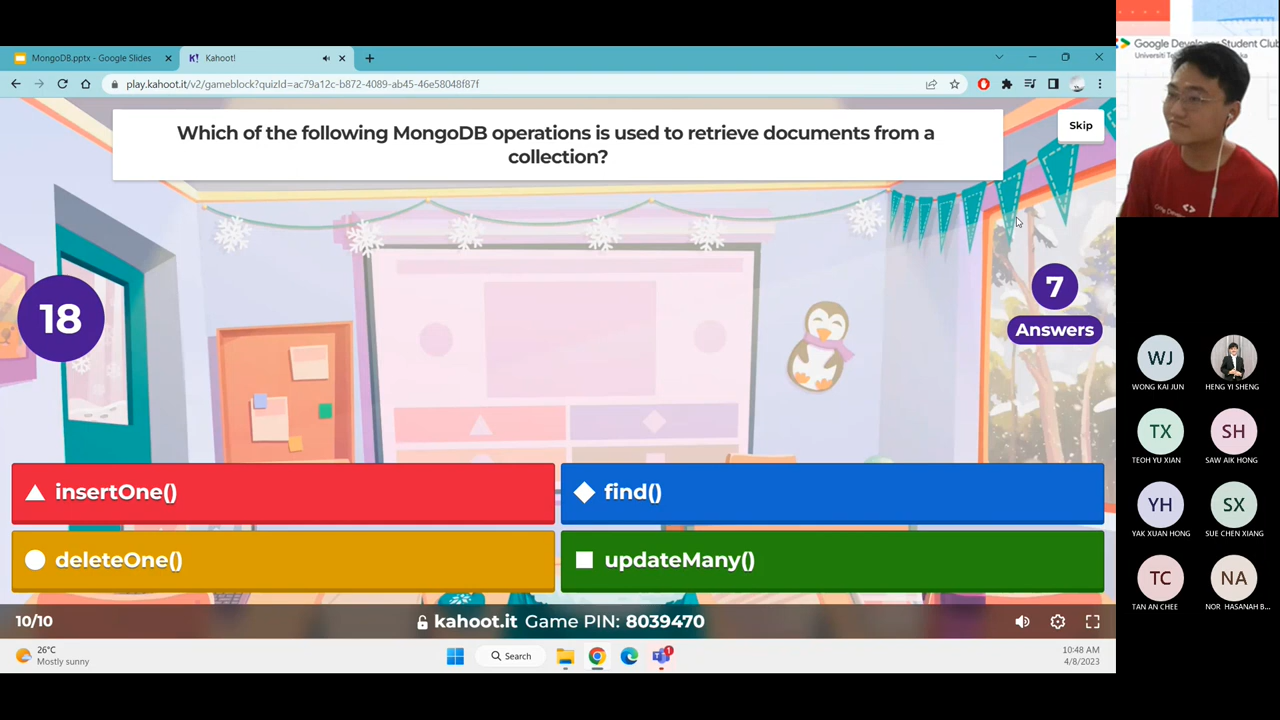 MongoDB.pptx - Google Slides
K! Kahoot!
play.kahoot.it/v2/gameblock?quizId=ac79a12c-b872-4089-ab45-46e58048f87f
Which of the following MongoDB operations is used to retrieve documents from a
collection?
Skip
18
7
Answers
insertOne()
find()
deleteOne()
updateMany()
10/10
kahoot.it Game PIN: 8039470
26°C
Mostly sunny
Search
1
10:48 AM
4/8/2023
Google Student Club
WJ
WONG KAI JUN
HENG YI SHENG
TX
TEOH YU XIAN
SH
SAW AIK HONG
YH
YAK XUAN HONG
SX
SUE CHEN XIANG
TC
TAN AN CHEE
NA
NOR HASANAH B...